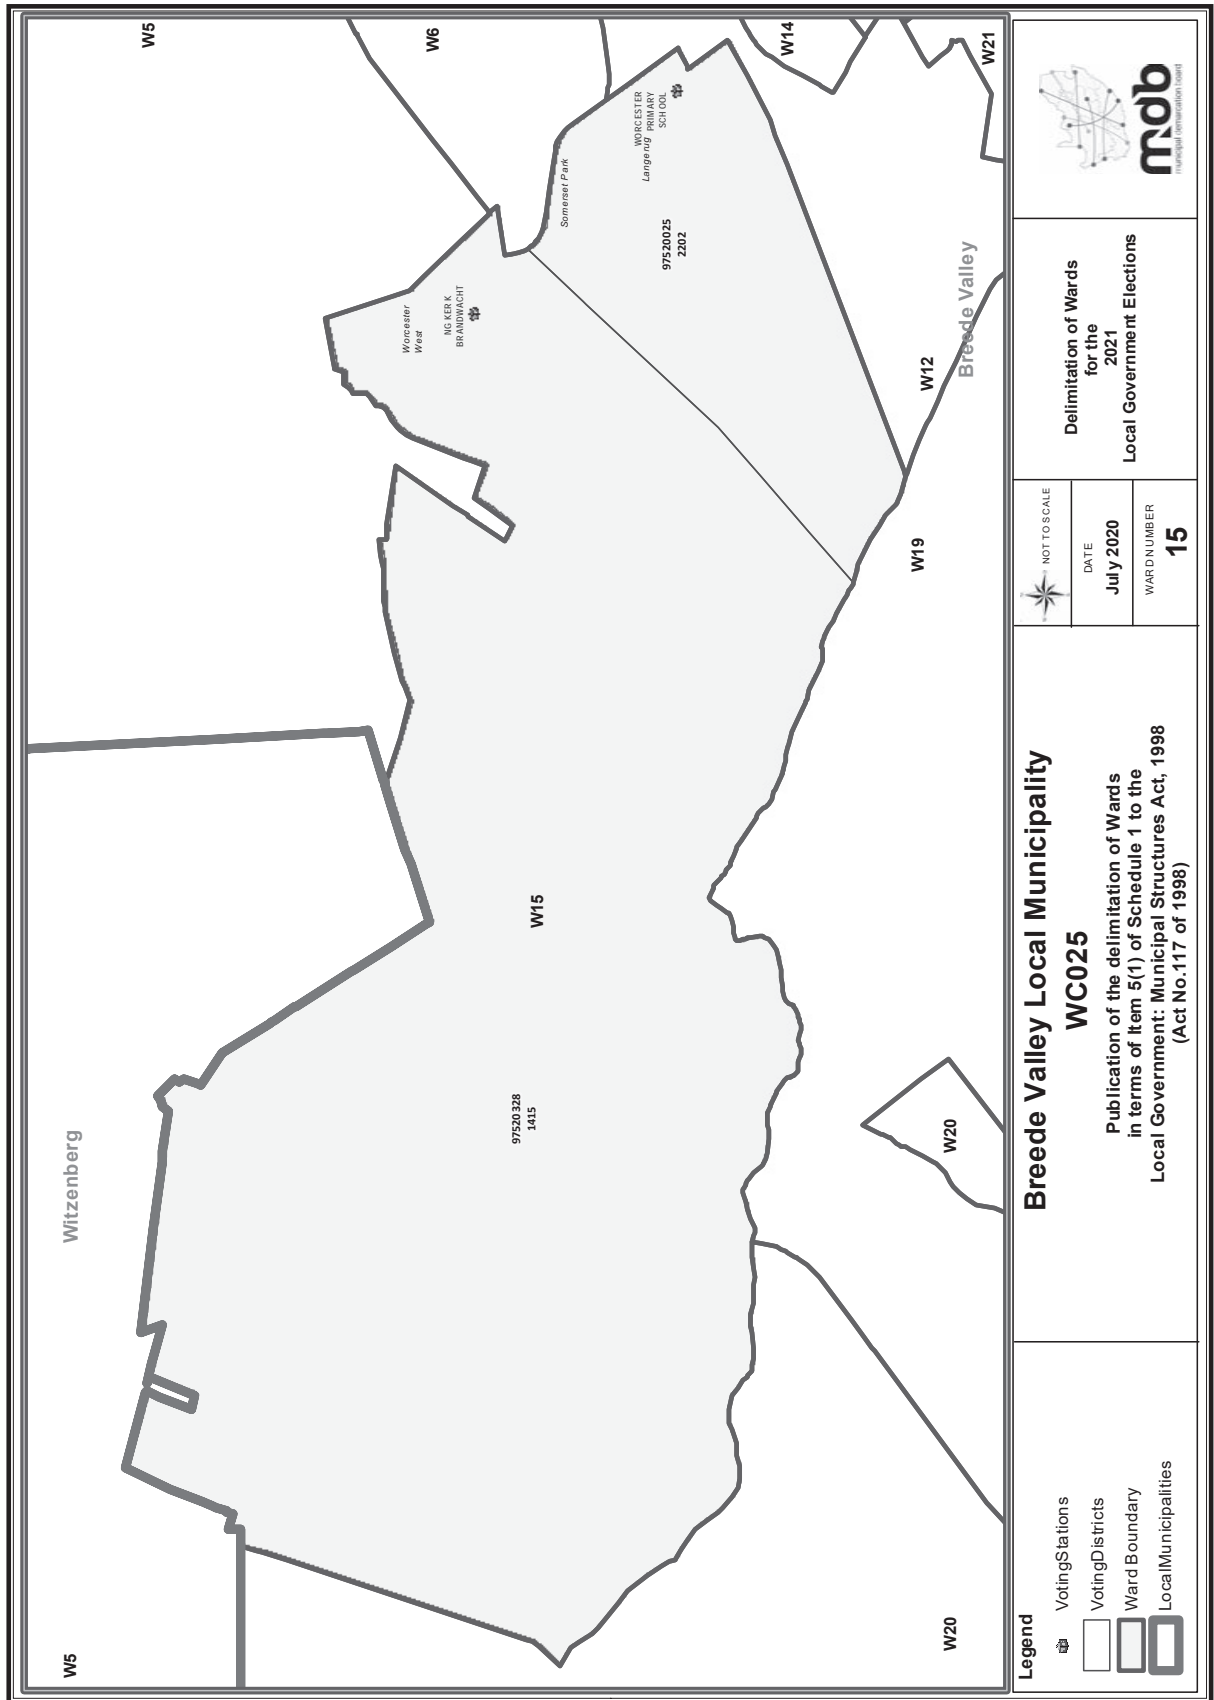 W5
W6
W14
W21
WORCESTER
PRIMARY
SCHOOL
Langerug
Somerset Park
97520025
2202
Worcester
West
NG KERK
BRANDWACHT
Breede Valley
W12
W19
W15
97520328
1415
Witzenberg
W20
W5
W20
Legend
VotingStations
VotingDistricts
Ward Boundary
LocalMunicipalities
Breede Valley Local Municipality
WC025
Publication of the delimitation of Wards
in terms of Item 5(1) of Schedule 1 to the
Local Government: Municipal Structures Act, 1998
(Act No.117 of 1998)
NOT TO SCALE
DATE
July 2020
WARD NUMBER
15
Delimitation of Wards
for the
2021
Local Government Elections
mdb
municipal demarcation board